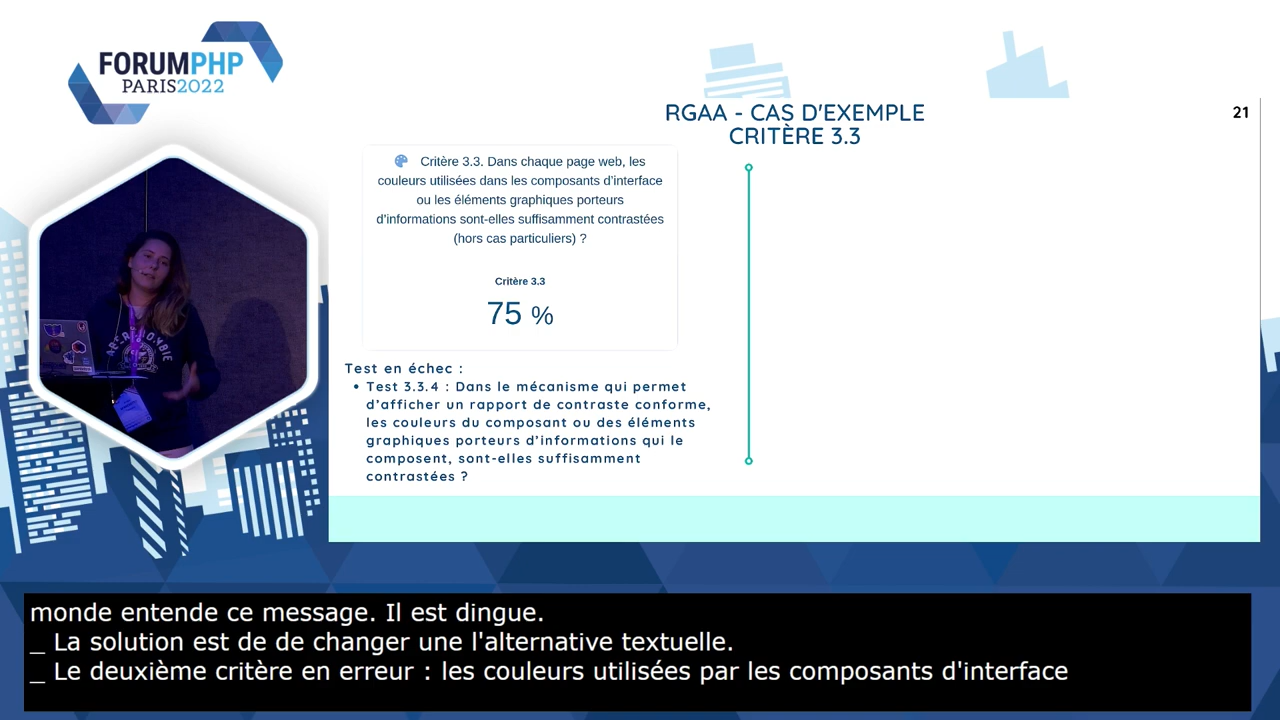 FORUMPHP
PARIS2022
RGAA - CAS D'EXEMPLE
CRITÈRE 3.3
21
Critère 3.3. Dans chaque page web, les
couleurs utilisées dans les composants d'interface
ou les éléments graphiques porteurs
d'informations sont-elles suffisamment contrastées
(hors cas particuliers) ?
Critère 3.3
75 %
Test en échec :
• Test 3.3.4 : Dans le mécanisme qui permet
d'afficher un rapport de contraste conforme,
les couleurs du composant ou des éléments
graphiques porteurs d'informations qui le
composent, sont-elles suffisamment
contrastées ?
monde entende ce message. Il est dingue.
_ La solution est de de changer une l'alternative textuelle.
_ Le deuxième critère en erreur : les couleurs utilisées par les composants d'interface